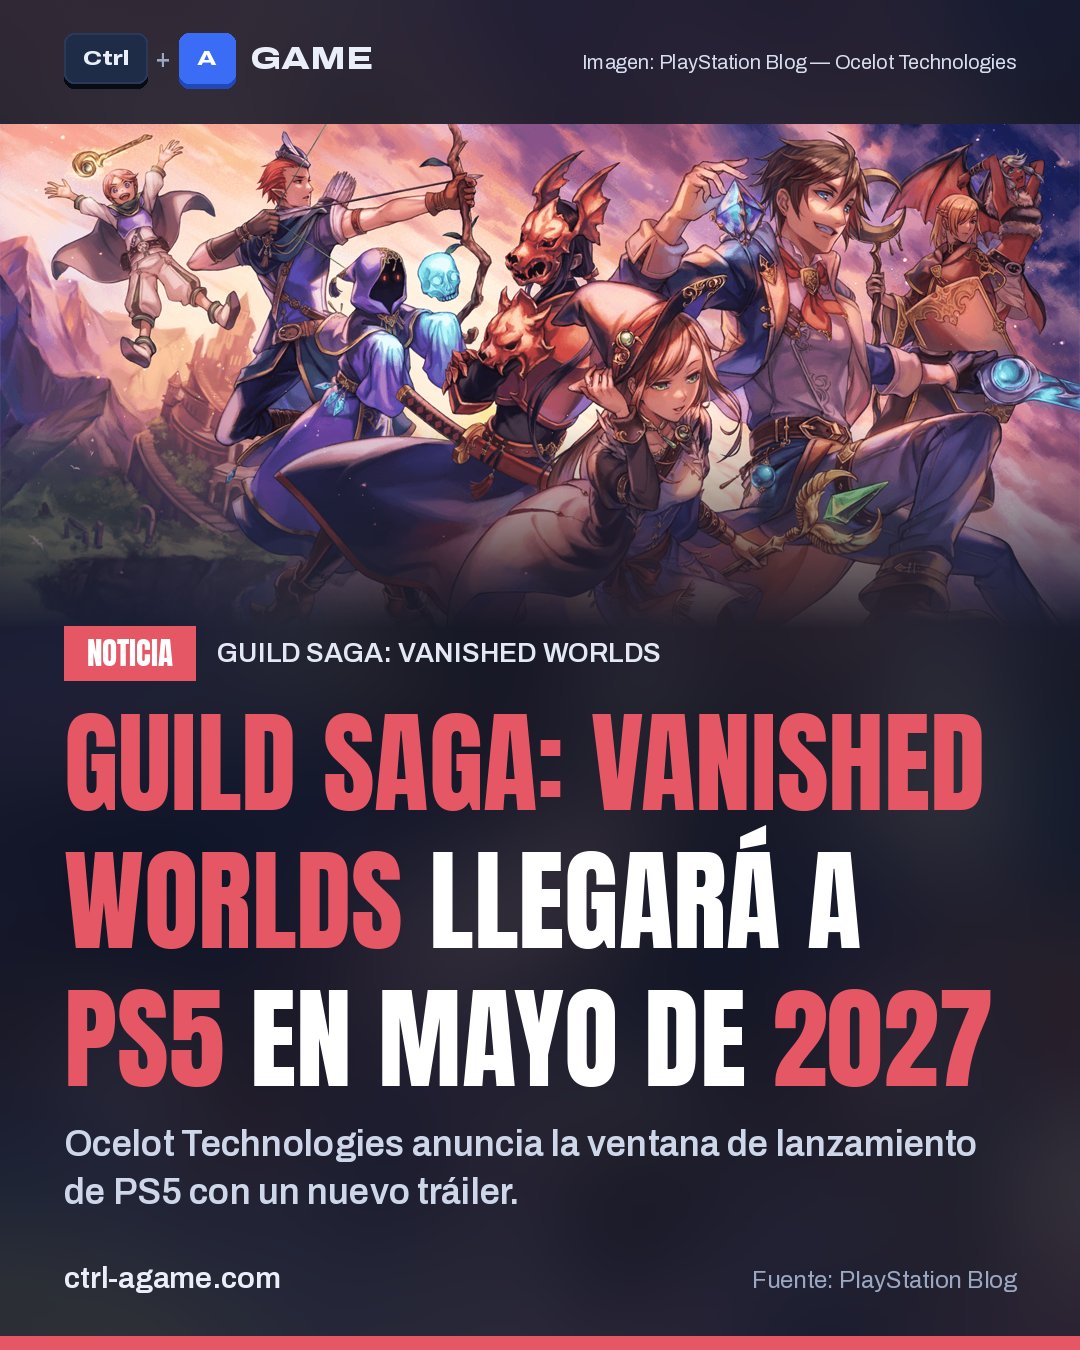 Ctrl + A GAME
Imagen: PlayStation Blog — Ocelot Technologies
NOTICIA
GUILD SAGA: VANISHED WORLDS
GUILD SAGA: VANISHED
WORLDS LLEGARÁ A
PS5 EN MAYO DE 2027
Ocelot Technologies anuncia la ventana de lanzamiento
de PS5 con un nuevo tráiler.
ctrl-agame.com
Fuente: PlayStation Blog